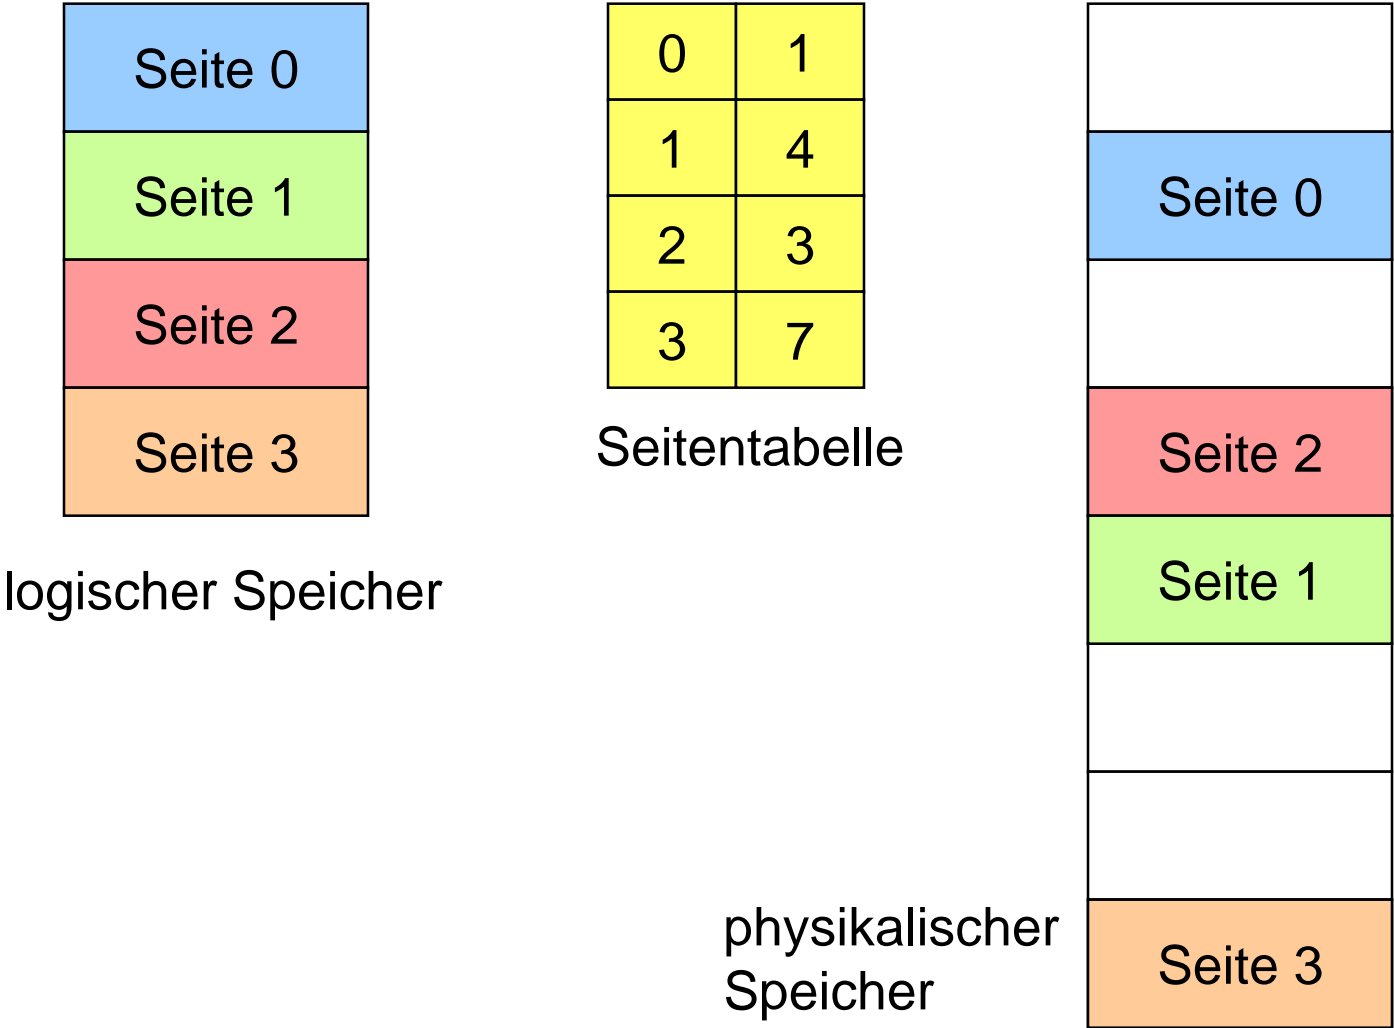 Seite 0
Seite 1
Seite 2
Seite 3
logischer Speicher
0 1
1 4
2 3
3 7
Seitentabelle
Seite 0
Seite 2
Seite 1
Seite 3
physikalischer
Speicher